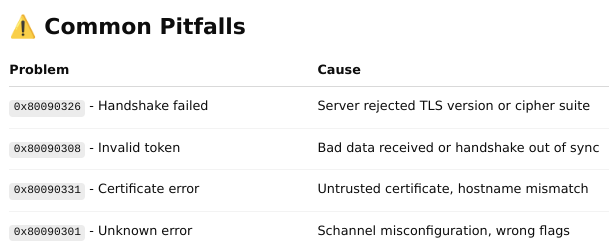 ⚠️ Common Pitfalls
Problem Cause
0x80090326 - Handshake failed Server rejected TLS version or cipher suite
0x80090308 - Invalid token Bad data received or handshake out of sync
0x80090331 - Certificate error Untrusted certificate, hostname mismatch
0x80090301 - Unknown error Schannel misconfiguration, wrong flags